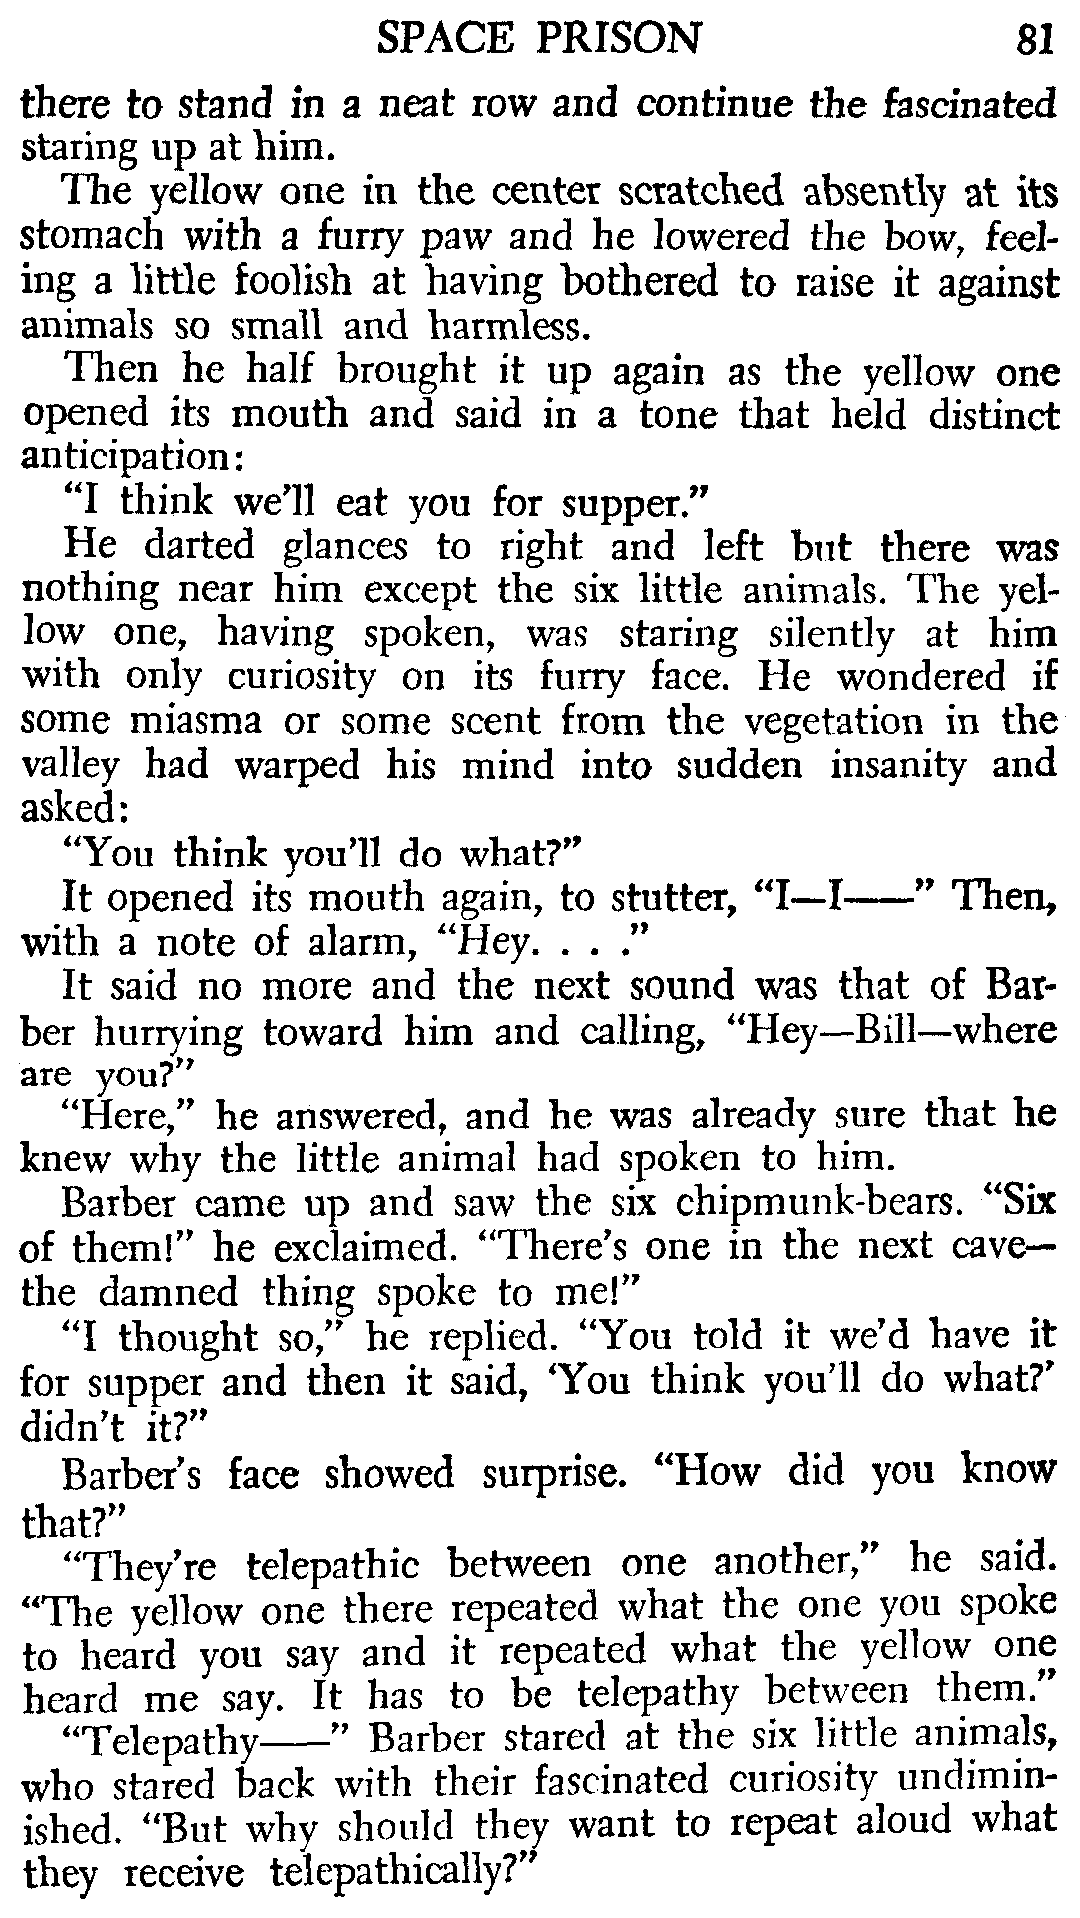 SPACE PRISON 81
there to stand in a neat row and continue the fascinated
staring up at him.
The yellow one in the center scratched absently at its
stomach with a furry paw and he lowered the bow, feel-
ing a little foolish at having bothered to raise it against
animals so small and harmless.
Then he half brought it up again as the yellow one
opened its mouth and said in a tone that held distinct
anticipation:
“I think we’ll eat you for supper.”
He darted glances to right and left but there was
nothing near him except the six little animals. The yel-
low one, having spoken, was staring silently at him
with only curiosity on its furry face. He wondered if
some miasma or some scent from the vegetation in the
valley had warped his mind into sudden insanity and
asked:
“You think you’ll do what?”
It opened its mouth again, to stutter, “I—I——” Then,
with a note of alarm, “Hey. . . .”
It said no more and the next sound was that of Bar-
ber hurrying toward him and calling, “Hey—Bill—where
are you?”
“Here,” he answered, and he was already sure that he
knew why the little animal had spoken to him.
Barber came up and saw the six chipmunk-bears. “Six
of them!” he exclaimed. “There’s one in the next cave—
the damned thing spoke to me!”
“I thought so,” he replied. “You told it we’d have it
for supper and then it said, ‘You think you’ll do what?’
didn’t it?”
Barber’s face showed surprise. “How did you know
that?”
“They’re telepathic between one another,” he said.
“The yellow one there repeated what the one you spoke
to heard you say and it repeated what the yellow one
heard me say. It has to be telepathy between them.”
“Telepathy——” Barber stared at the six little animals,
who stared back with their fascinated curiosity undimin-
ished. “But why should they want to repeat aloud what
they receive telepathically?”